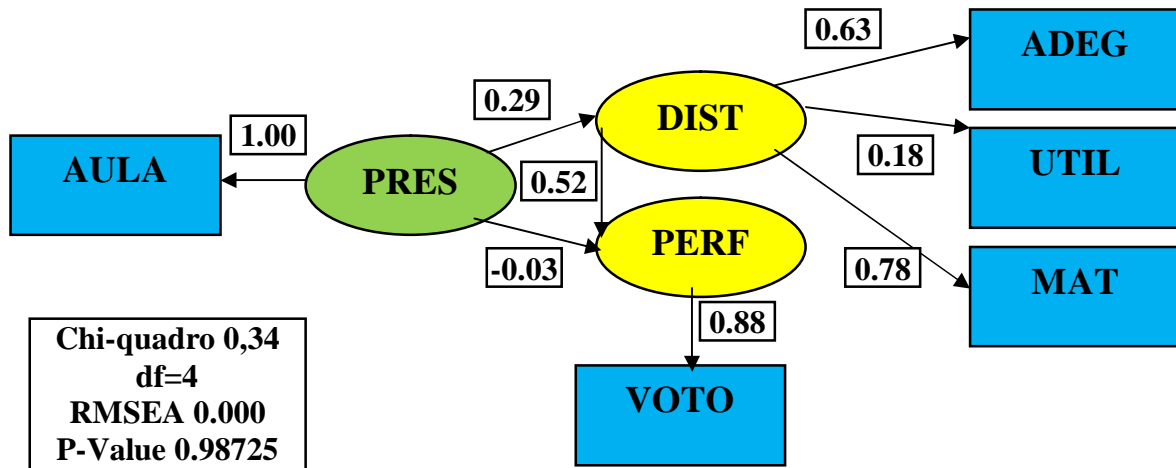 0.63
ADEG
0.29
DIST
1.00
0.18
UTIL
AULA
PRES
0.52
PERF
-0.03
0.78
MAT
0.88
Chi-quadro 0,34
df=4
RMSEA 0.000
P-Value 0.98725
VOTO